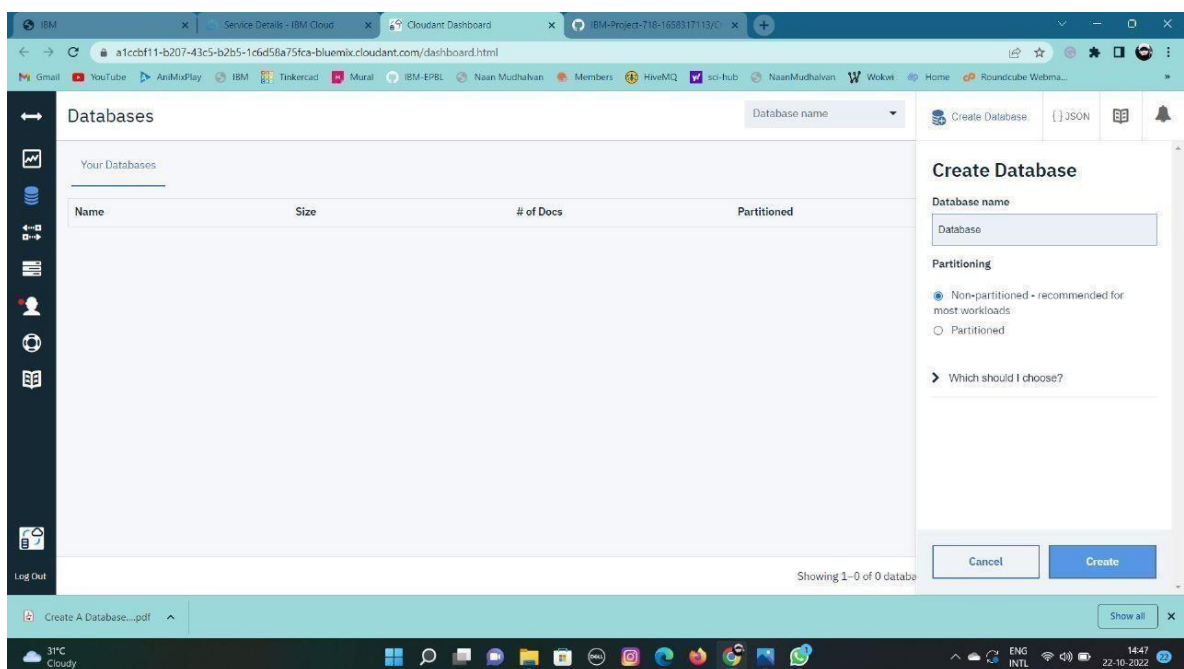 IBM
Service Details - IBM Cloud
Cloudant Dashboard
IBM-Project-718-1658317113/C
a1ccbf11-b207-43c5-b2b5-1c6d58a75fca-bluemix.cloudant.com/dashboard.html
Gmail YouTube AniMixPlay IBM Tinkercad Mural IBM-EPBL Naan Mudhalvan Members HiveMQ sci-hub NaanMudhalvan Wokwi Home Roundcube Webma...
Databases
Database name
Create Database
{ } JSON
Your Databases
Name Size # of Docs Partitioned
Create Database
Database name
Database
Partitioning
Non-partitioned - recommended for
most workloads
Partitioned
Which should I choose?
Cancel
Create
Showing 1–0 of 0 databa
Log Out
Create A Database....pdf
Show all
31°C
Cloudy
ENG
INTL
14:47
22-10-2022
22